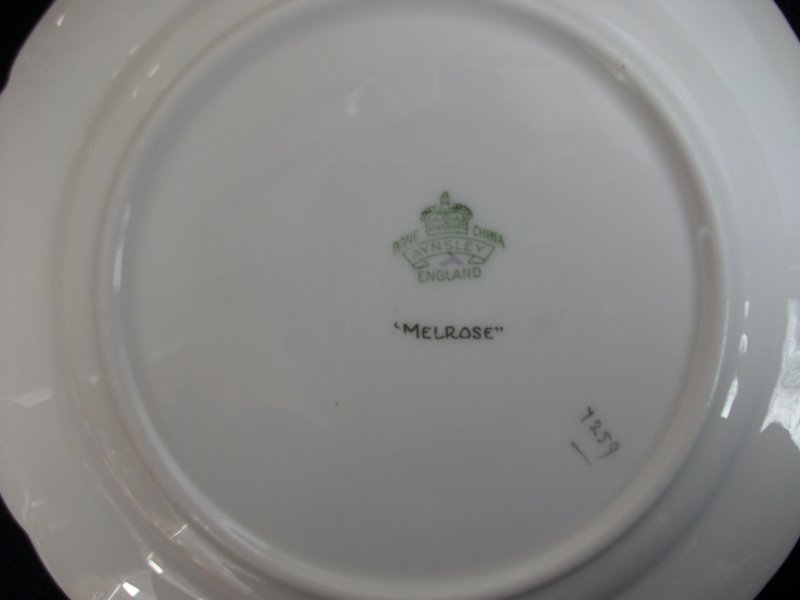 BONE CHINA
AYNSLEY
ENGLAND
"MELROSE"
7259